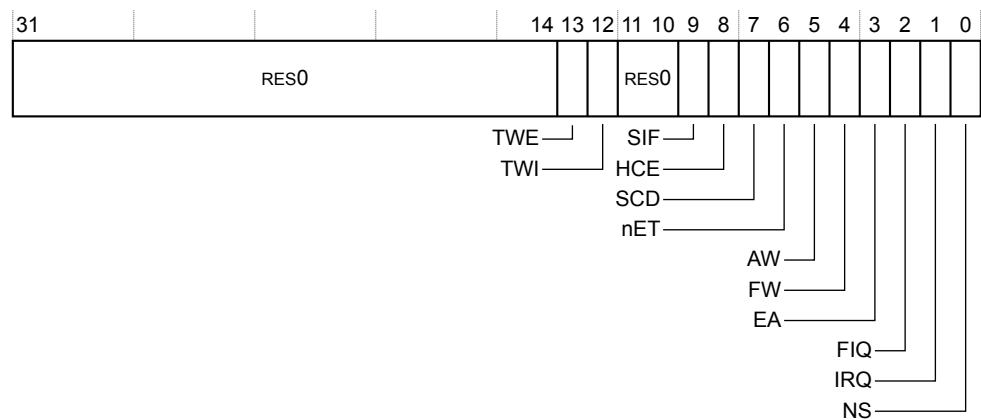 31 14 13 12 11 10 9 8 7 6 5 4 3 2 1 0
RES0 RES0
TWE SIF
TWI HCE
SCD
nET
AW
FW
EA
FIQ
IRQ
NS